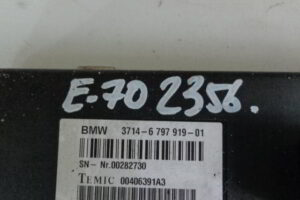 E-70 2356.
BMW 3714-6 797 919-01
SN- Nr.00282730
TEMIC 00406391A3